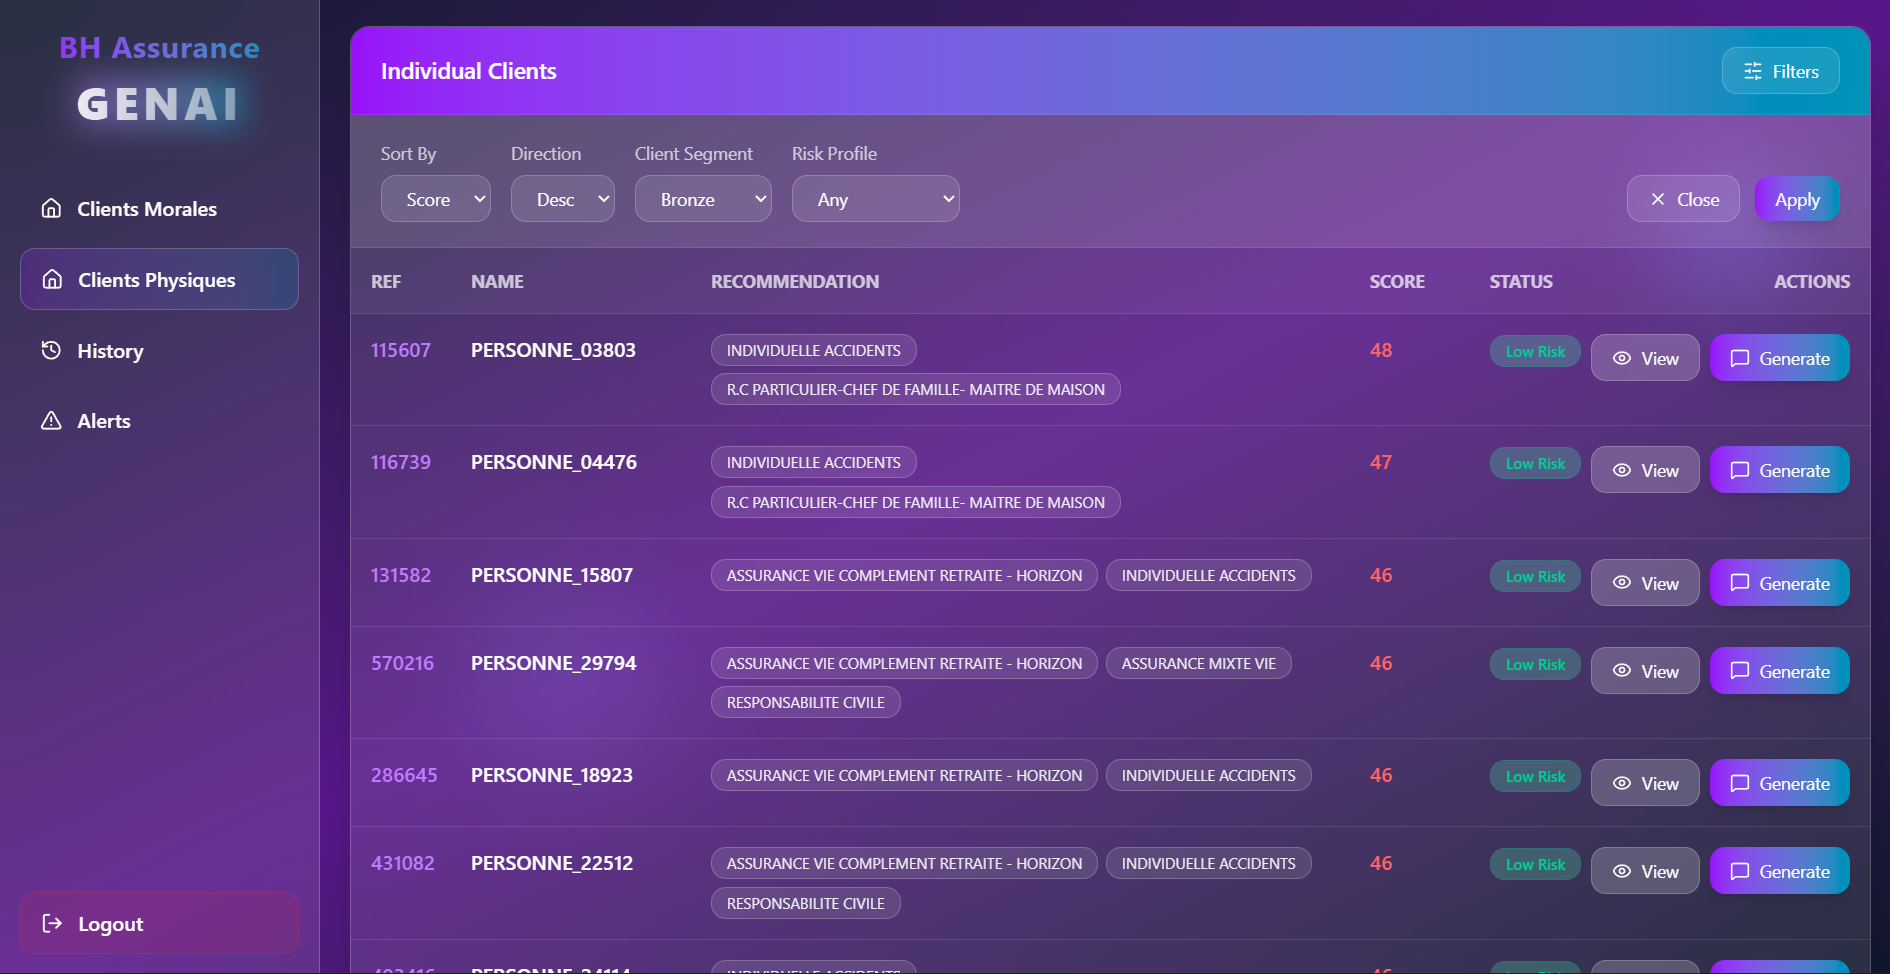 BH Assurance
GENAI
Clients Morales
Clients Physiques
History
Alerts
Logout
Individual Clients
Filters
Sort By Direction Client Segment Risk Profile
Score Desc Bronze Any Close Apply
REF NAME RECOMMENDATION SCORE STATUS ACTIONS
115607 PERSONNE_03803 INDIVIDUELLE ACCIDENTS 48 Low Risk View Generate
R.C PARTICULIER-CHEF DE FAMILLE- MAITRE DE MAISON
116739 PERSONNE_04476 INDIVIDUELLE ACCIDENTS 47 Low Risk View Generate
R.C PARTICULIER-CHEF DE FAMILLE- MAITRE DE MAISON
131582 PERSONNE_15807 ASSURANCE VIE COMPLEMENT RETRAITE - HORIZON INDIVIDUELLE ACCIDENTS 46 Low Risk View Generate
570216 PERSONNE_29794 ASSURANCE VIE COMPLEMENT RETRAITE - HORIZON ASSURANCE MIXTE VIE 46 Low Risk View Generate
RESPONSABILITE CIVILE
286645 PERSONNE_18923 ASSURANCE VIE COMPLEMENT RETRAITE - HORIZON INDIVIDUELLE ACCIDENTS 46 Low Risk View Generate
431082 PERSONNE_22512 ASSURANCE VIE COMPLEMENT RETRAITE - HORIZON INDIVIDUELLE ACCIDENTS 46 Low Risk View Generate
RESPONSABILITE CIVILE